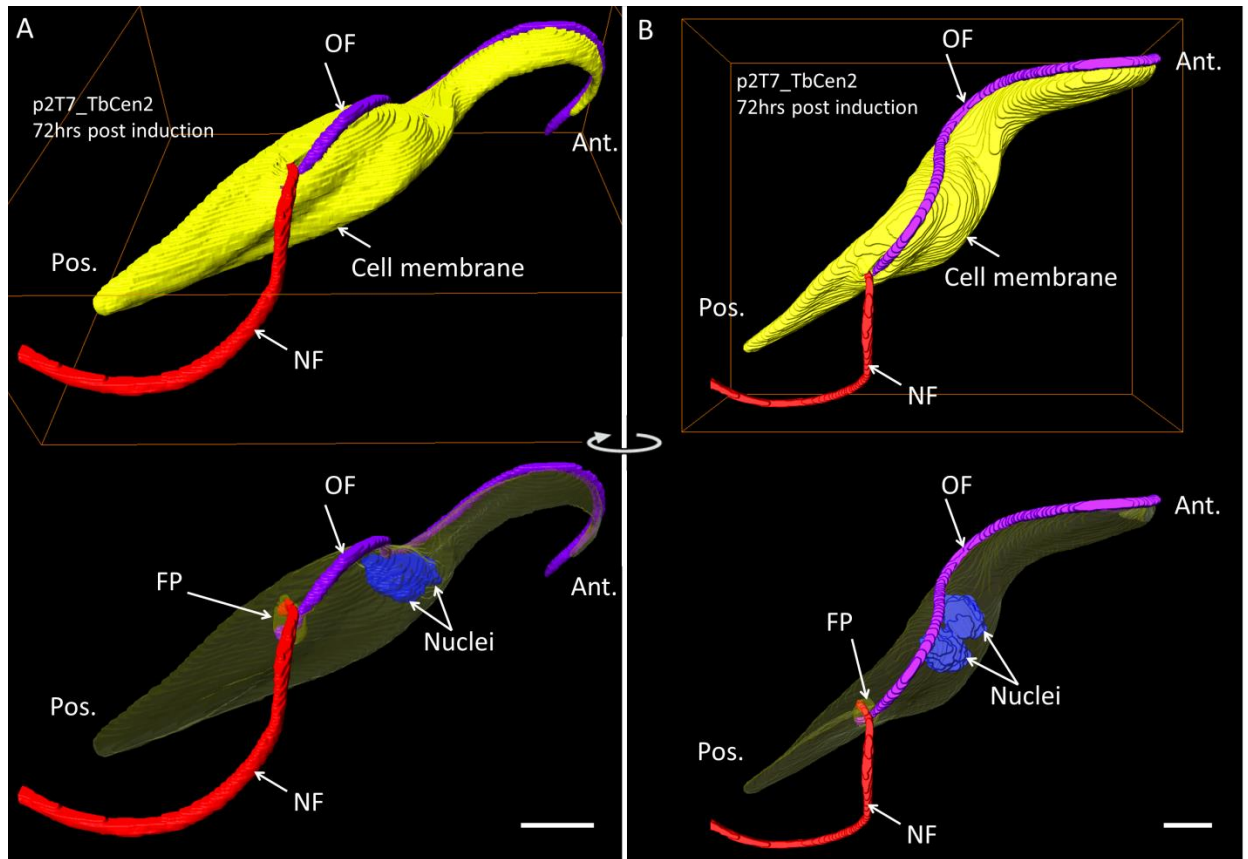 A
OF
p2T7_TbCen2
72hrs post induction
Ant.
Pos.
Cell membrane
NF
B
OF
Ant.
p2T7_TbCen2
72hrs post induction
Cell membrane
Pos.
NF
OF
FP
Ant.
Nuclei
Pos.
NF
OF
Ant.
FP
Nuclei
Pos.
NF